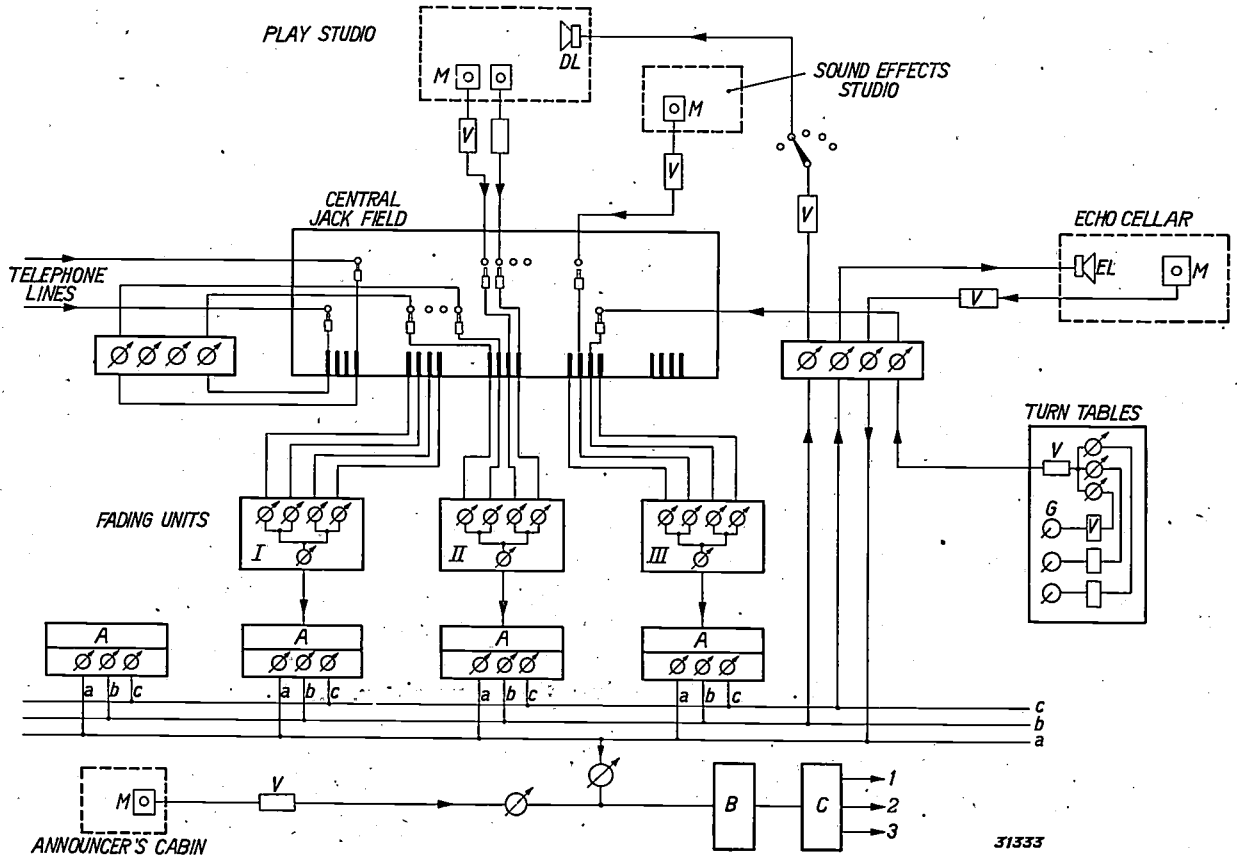 PLAY STUDIO
DL
M
V
SOUND EFFECTS
STUDIO
M
V
V
CENTRAL
JACK FIELD
ECHO CELLAR
EL
M
V
TELEPHONE
LINES
TURN TABLES
V
G
V
FADING UNITS
I
II
III
A
A
A
A
a b c
a b c
a b c
a b c
c
b
a
M
V
B
C
1
2
3
ANNOUNCER'S CABIN
31333